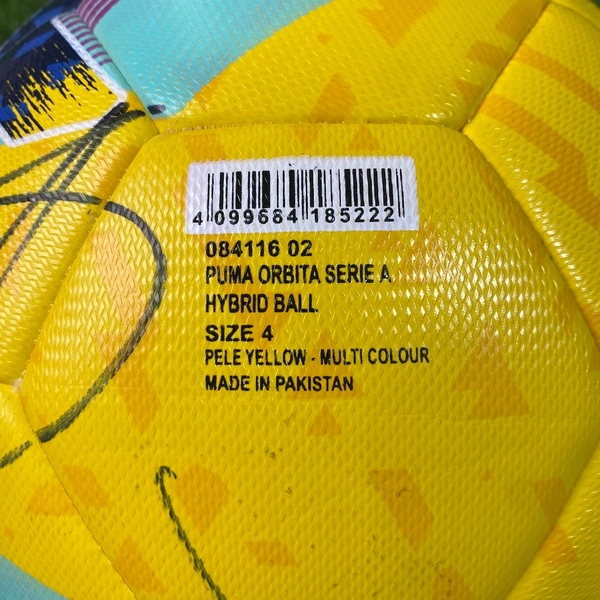 4 099684 185222
084116 02
PUMA ORBITA SERIE A
HYBRID BALL
SIZE 4
PELE YELLOW - MULTI COLOUR
MADE IN PAKISTAN